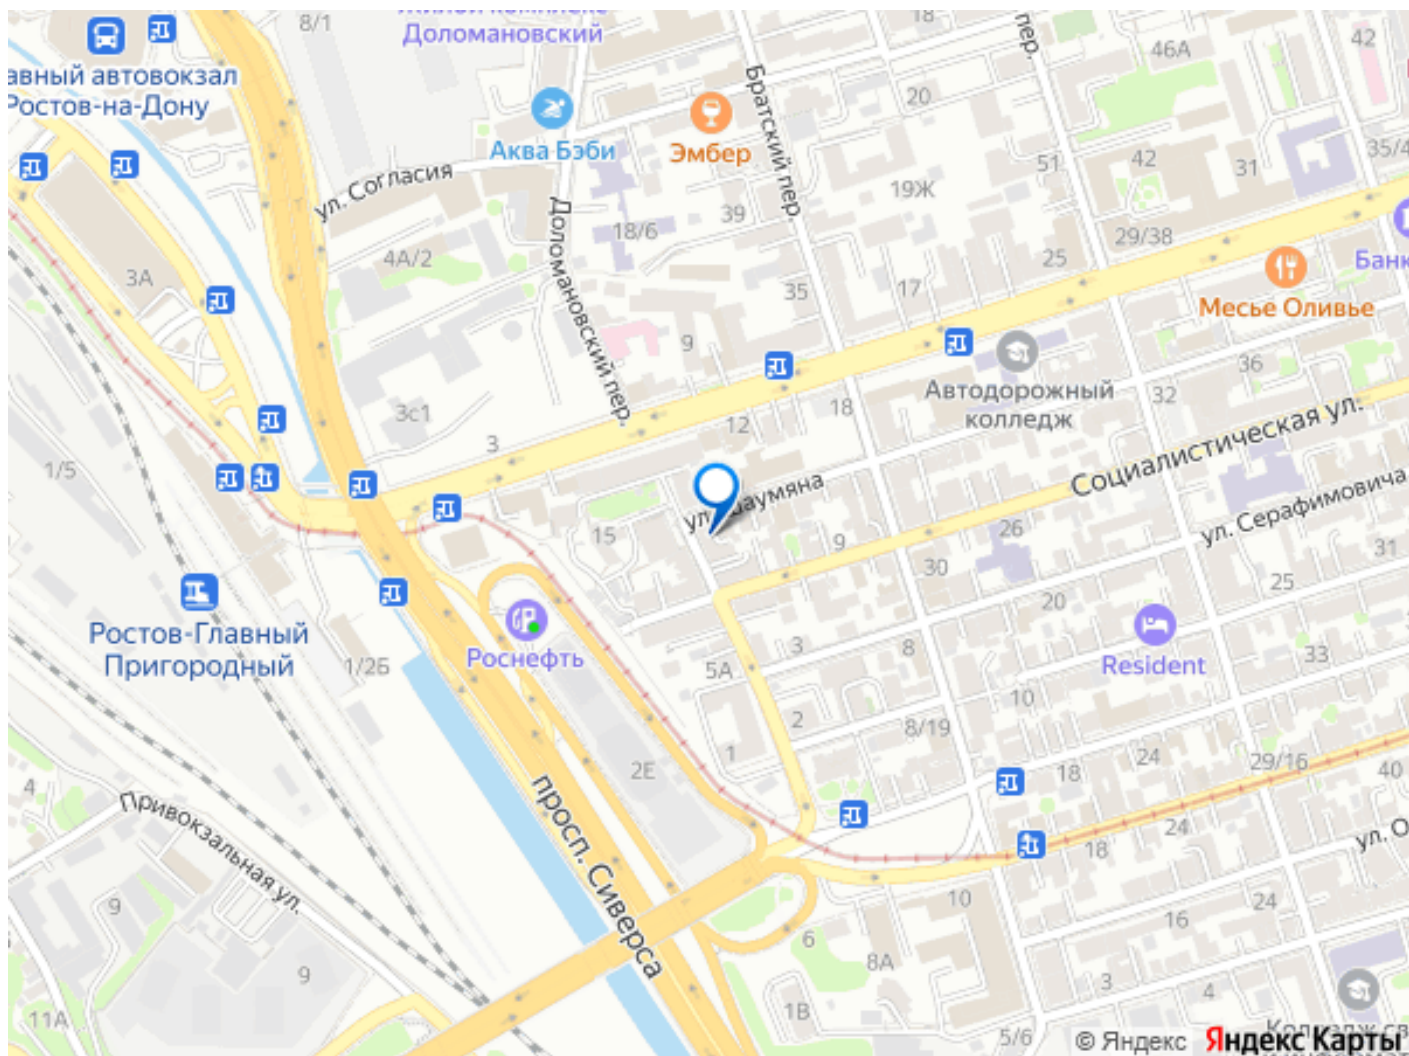 8/1
Доломановский
18
пер.
46А
42
авный автовокзал
Ростов-на-Дону
Аква Бэби
Эмбер
20
Братский пер.
51
42
31
35/4
ул. Согласия
19Ж
39
18/6
Доломановский пер.
4А/2
3А
29/38
25
Банк
17
35
Месье Оливье
9
36
Автодорожный
колледж
32
18
12
3с1
3
Социалистическая ул.
1/5
ул. Шаумяна
ул. Серафимовича
15
9
26
31
30
25
20
Ростов-Главный
Пригородный
Роснефть
1/2Б
5А
3
8
Resident
33
10
2
8/19
1
2Е
24
18
29/16
40
4
Привокзальная ул.
просп. Сиверса
24
18
ул. О
9
10
16
24
6
8А
9
3
4
1В
11А
5/6
© Яндекс
Яндекс Карты